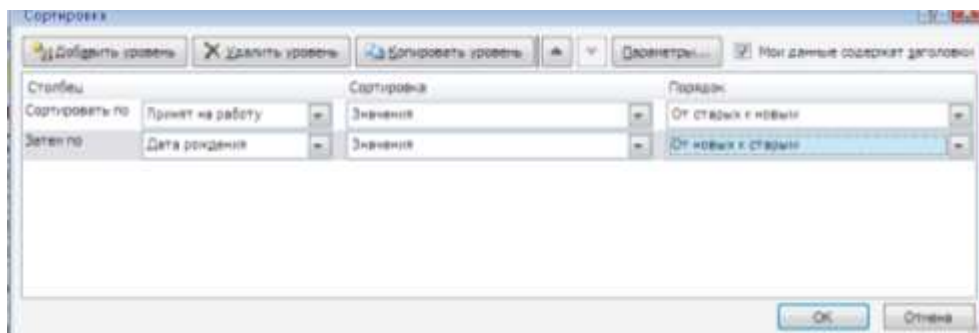 Сортировка
Добавить уровень Удалить уровень Копировать уровень Параметры... Мои данные содержат заголовки
Столбец Сортировка Порядок
Сортировать по Принят на работу Значения От старых к новым
Затем по Дата рождения Значения От новых к старым
OK Отмена